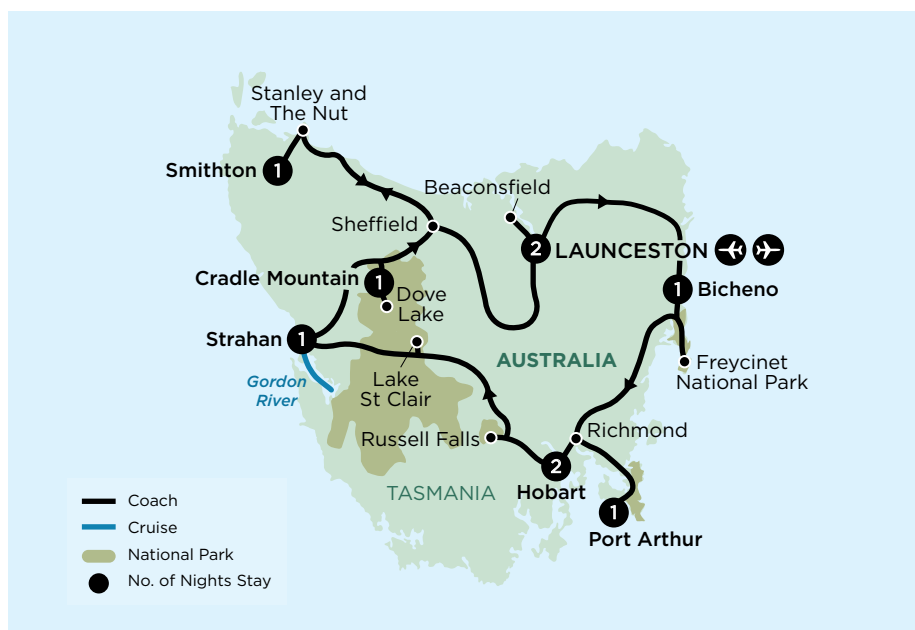 Stanley and
The Nut
Smithton 1
Beaconsfield
Sheffield
2 LAUNCESTON
Cradle Mountain 1
Dove
Lake
1 Bicheno
Strahan 1
Gordon
River
Lake
St Clair
AUSTRALIA
Freycinet
National Park
Russell Falls
Richmond
2
Hobart
TASMANIA
1
Port Arthur
Coach
Cruise
National Park
No. of Nights Stay